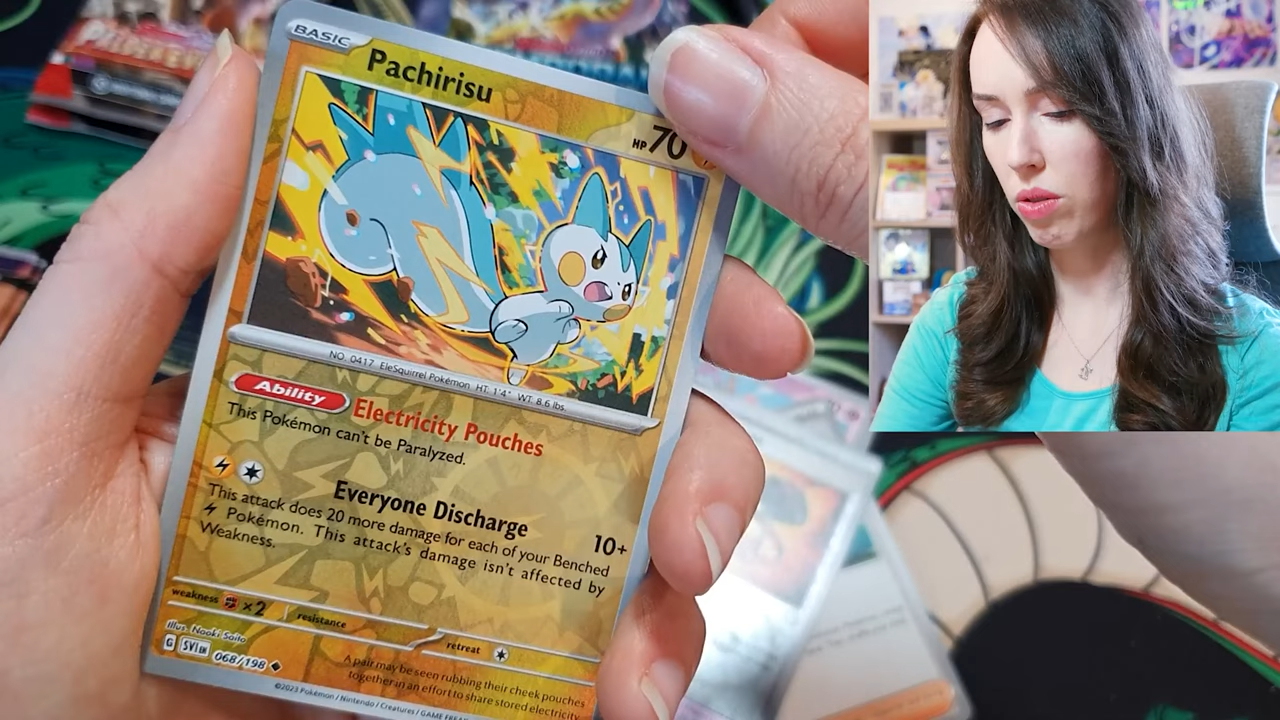 BASIC
Pachirisu
HP 70
NO. 0417 EleSquirrel Pokémon HT: 1'4" WT: 8.6 lbs.
Ability Electricity Pouches
This Pokémon can't be Paralyzed.
Everyone Discharge 10+
This attack does 20 more damage for each of your Benched
Pokémon. This attack's damage isn't affected by
Weakness.
weakness ×2 resistance retreat
Illus. Naoki Saito
G SVI EN 068/198
A pair may be seen rubbing their cheek pouches
together in an effort to share stored electricity
©2023 Pokémon / Nintendo / Creatures / GAME FREAK